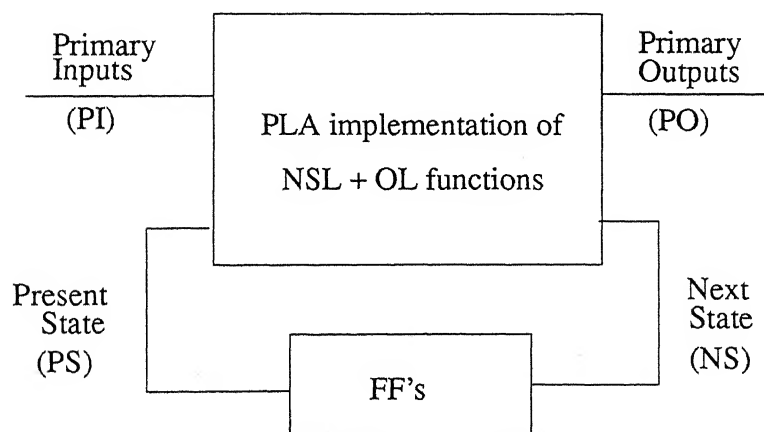 Primary
Inputs
(PI)
PLA implementation of
NSL + OL functions
Primary
Outputs
(PO)
Present
State
(PS)
FF's
Next
State
(NS)